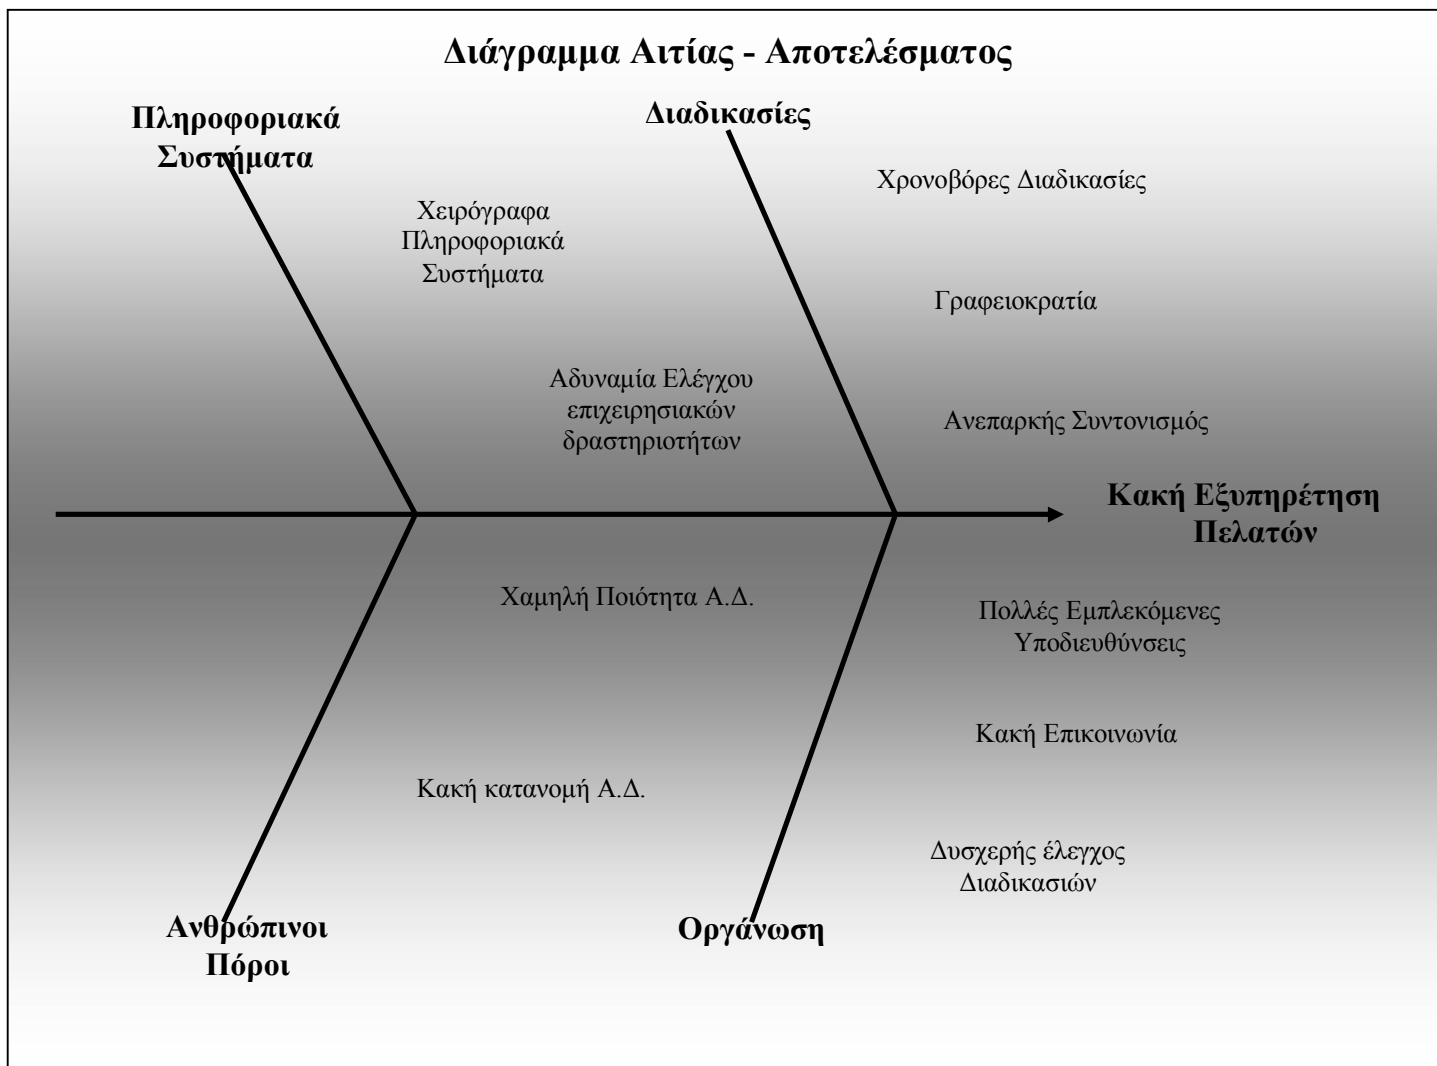 Διάγραμμα Αιτίας - Αποτελέσματος
Πληροφοριακά
Συστήματα
Διαδικασίες
Χρονοβόρες Διαδικασίες
Χειρόγραφα
Πληροφοριακά
Συστήματα
Γραφειοκρατία
Αδυναμία Ελέγχου
επιχειρησιακών
δραστηριοτήτων
Ανεπαρκής Συντονισμός
Κακή Εξυπηρέτηση
Πελατών
Χαμηλή Ποιότητα Α.Δ.
Πολλές Εμπλεκόμενες
Υποδιευθύνσεις
Κακή Επικοινωνία
Κακή κατανομή Α.Δ.
Δυσχερής έλεγχος
Διαδικασιών
Ανθρώπινοι
Πόροι
Οργάνωση